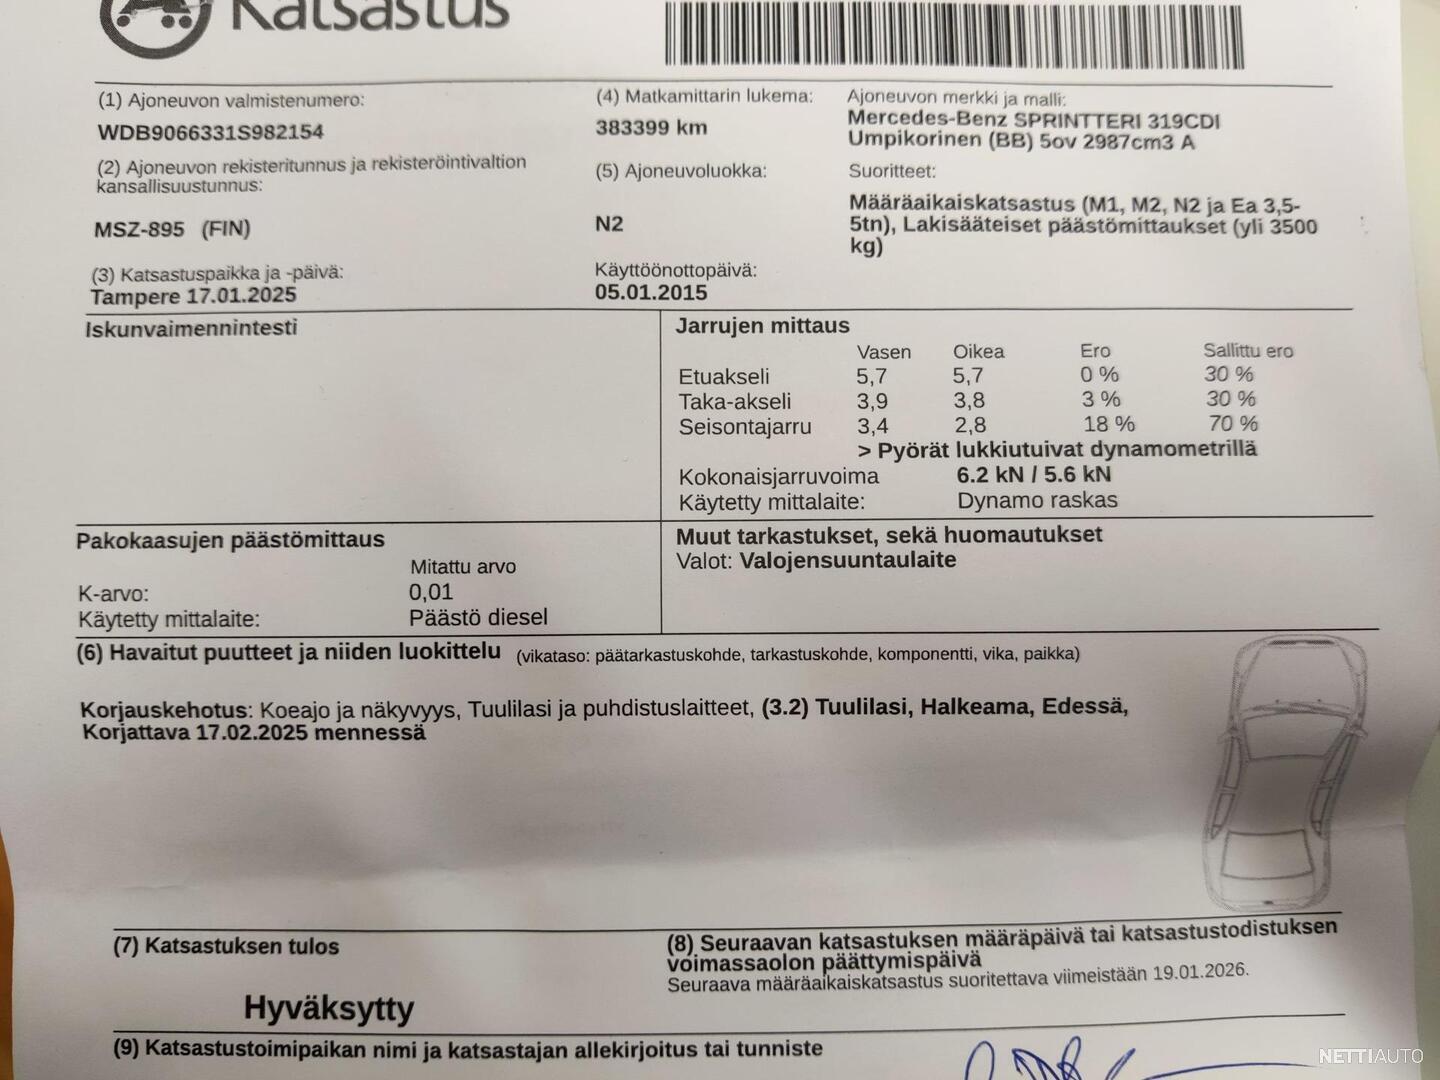 Katsastus
(1) Ajoneuvon valmistenumero:
WDB9066331S982154
(2) Ajoneuvon rekisteritunnus ja rekisteröintivaltion
kansallisuustunnus:
MSZ-895 (FIN)
(3) Katsastuspaikka ja -päivä:
Tampere 17.01.2025
(4) Matkamittarin lukema:
383399 km
(5) Ajoneuvoluokka:
N2
Käyttöönottopäivä:
05.01.2015
Ajoneuvon merkki ja malli:
Mercedes-Benz SPRINTTERI 319CDI
Umpikorinen (BB) 5ov 2987cm3 A
Suoritteet:
Määräaikaiskatsastus (M1, M2, N2 ja Ea 3,5-
5tn), Lakisääteiset päästömittaukset (yli 3500
kg)
Iskunvaimennintesti
Jarrujen mittaus
Vasen Oikea Ero Sallittu ero
Etuakseli 5,7 5,7 0 % 30 %
Taka-akseli 3,9 3,8 3 % 30 %
Seisontajarru 3,4 2,8 18 % 70 %
> Pyörät lukkiutuivat dynamometrillä
Kokonaisjarruvoima 6.2 kN / 5.6 kN
Käytetty mittalaite: Dynamo raskas
Pakokaasujen päästömittaus
Mitattu arvo
K-arvo: 0,01
Käytetty mittalaite: Päästö diesel
Muut tarkastukset, sekä huomautukset
Valot: Valojensuuntaulaite
(6) Havaitut puutteet ja niiden luokittelu (vikataso: päätarkastuskohde, tarkastuskohde, komponentti, vika, paikka)
Korjauskehotus: Koeajo ja näkyvyys, Tuulilasi ja puhdistuslaitteet, (3.2) Tuulilasi, Halkeama, Edessä,
Korjattava 17.02.2025 mennessä
(7) Katsastuksen tulos
Hyväksytty
(8) Seuraavan katsastuksen määräpäivä tai katsastustodistuksen
voimassaolon päättymispäivä
Seuraava määräaikaiskatsastus suoritettava viimeistään 19.01.2026.
(9) Katsastustoimipaikan nimi ja katsastajan allekirjoitus tai tunniste
NETTIAUTO